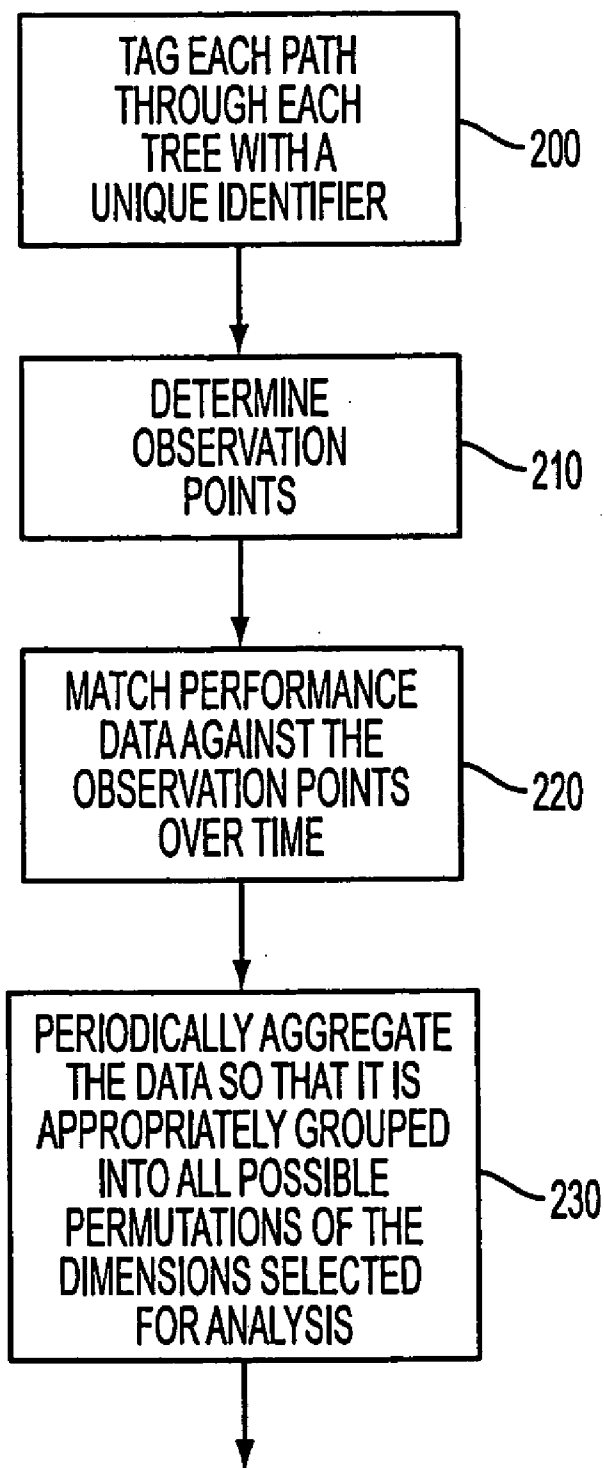 TAG EACH PATH
THROUGH EACH
TREE WITH A
UNIQUE IDENTIFIER
200
DETERMINE
OBSERVATION
POINTS
210
MATCH PERFORMANCE
DATA AGAINST THE
OBSERVATION POINTS
OVER TIME
220
PERIODICALLY AGGREGATE
THE DATA SO THAT IT IS
APPROPRIATELY GROUPED
INTO ALL POSSIBLE
PERMUTATIONS OF THE
DIMENSIONS SELECTED
FOR ANALYSIS
230